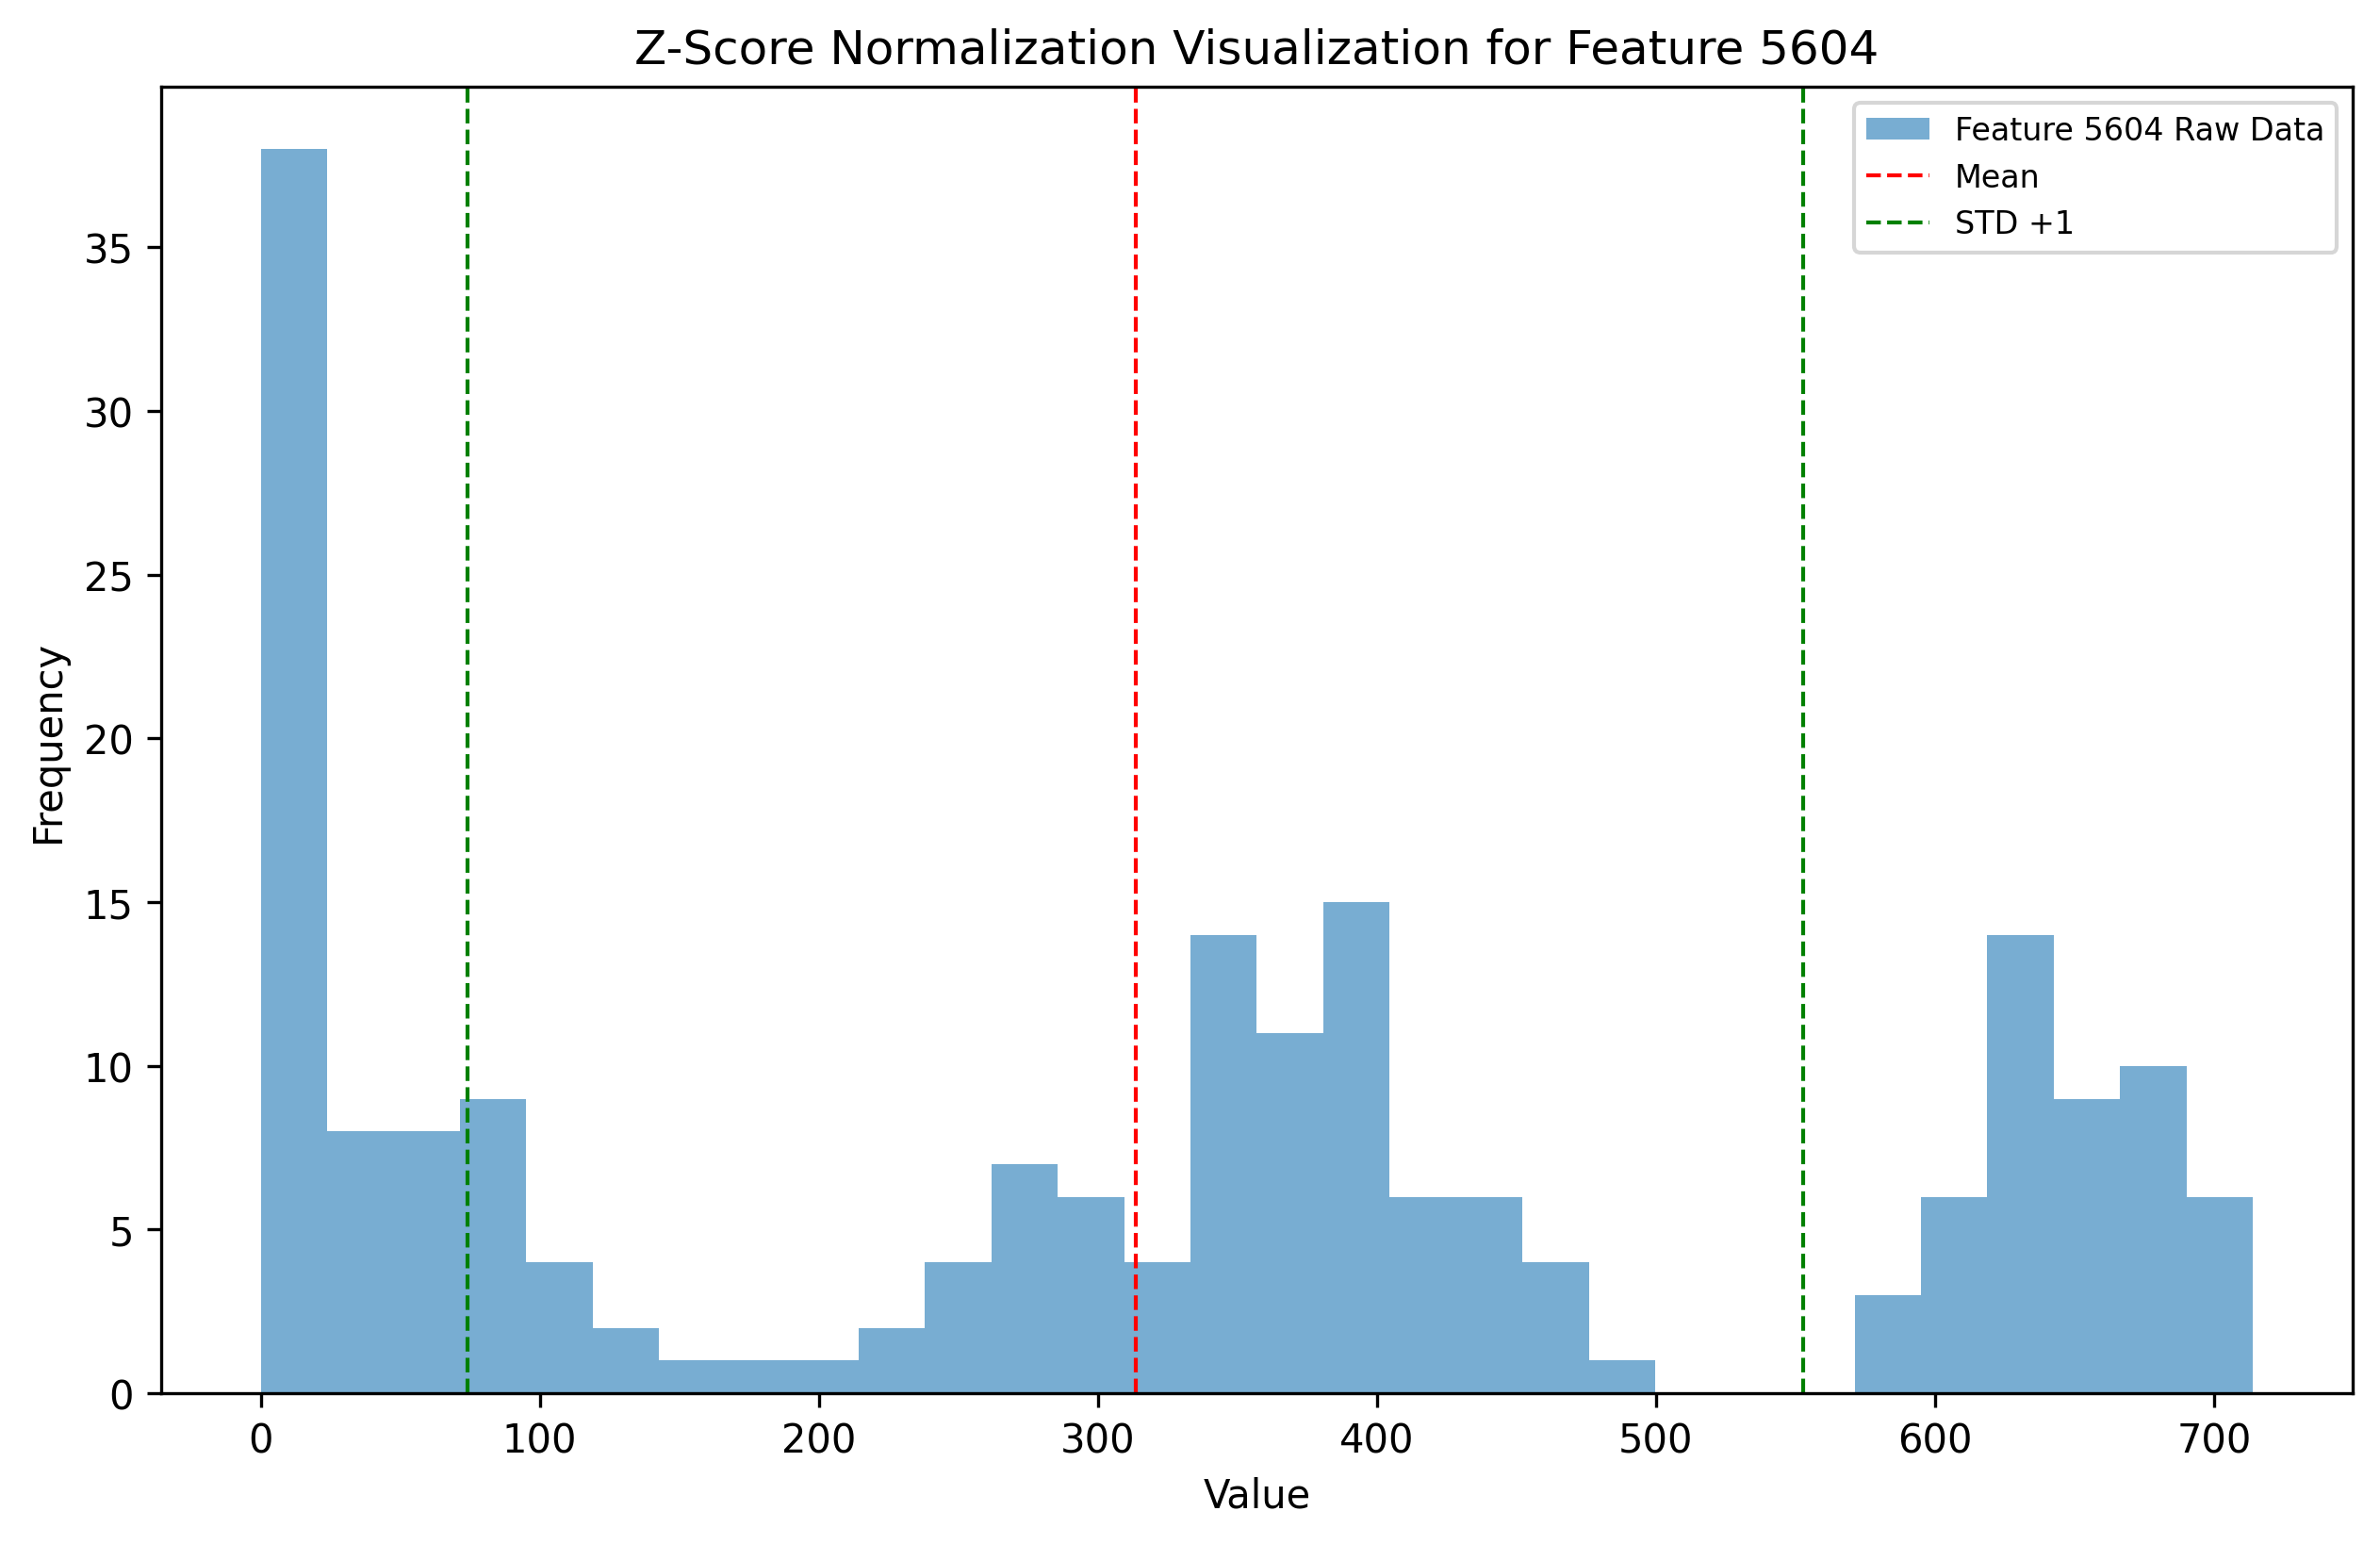 Z-Score Normalization Visualization for Feature 5604
Feature 5604 Raw Data
Mean
STD +1
35
30
25
20
15
10
5
0
Frequency
0 100 200 300 400 500 600 700
Value